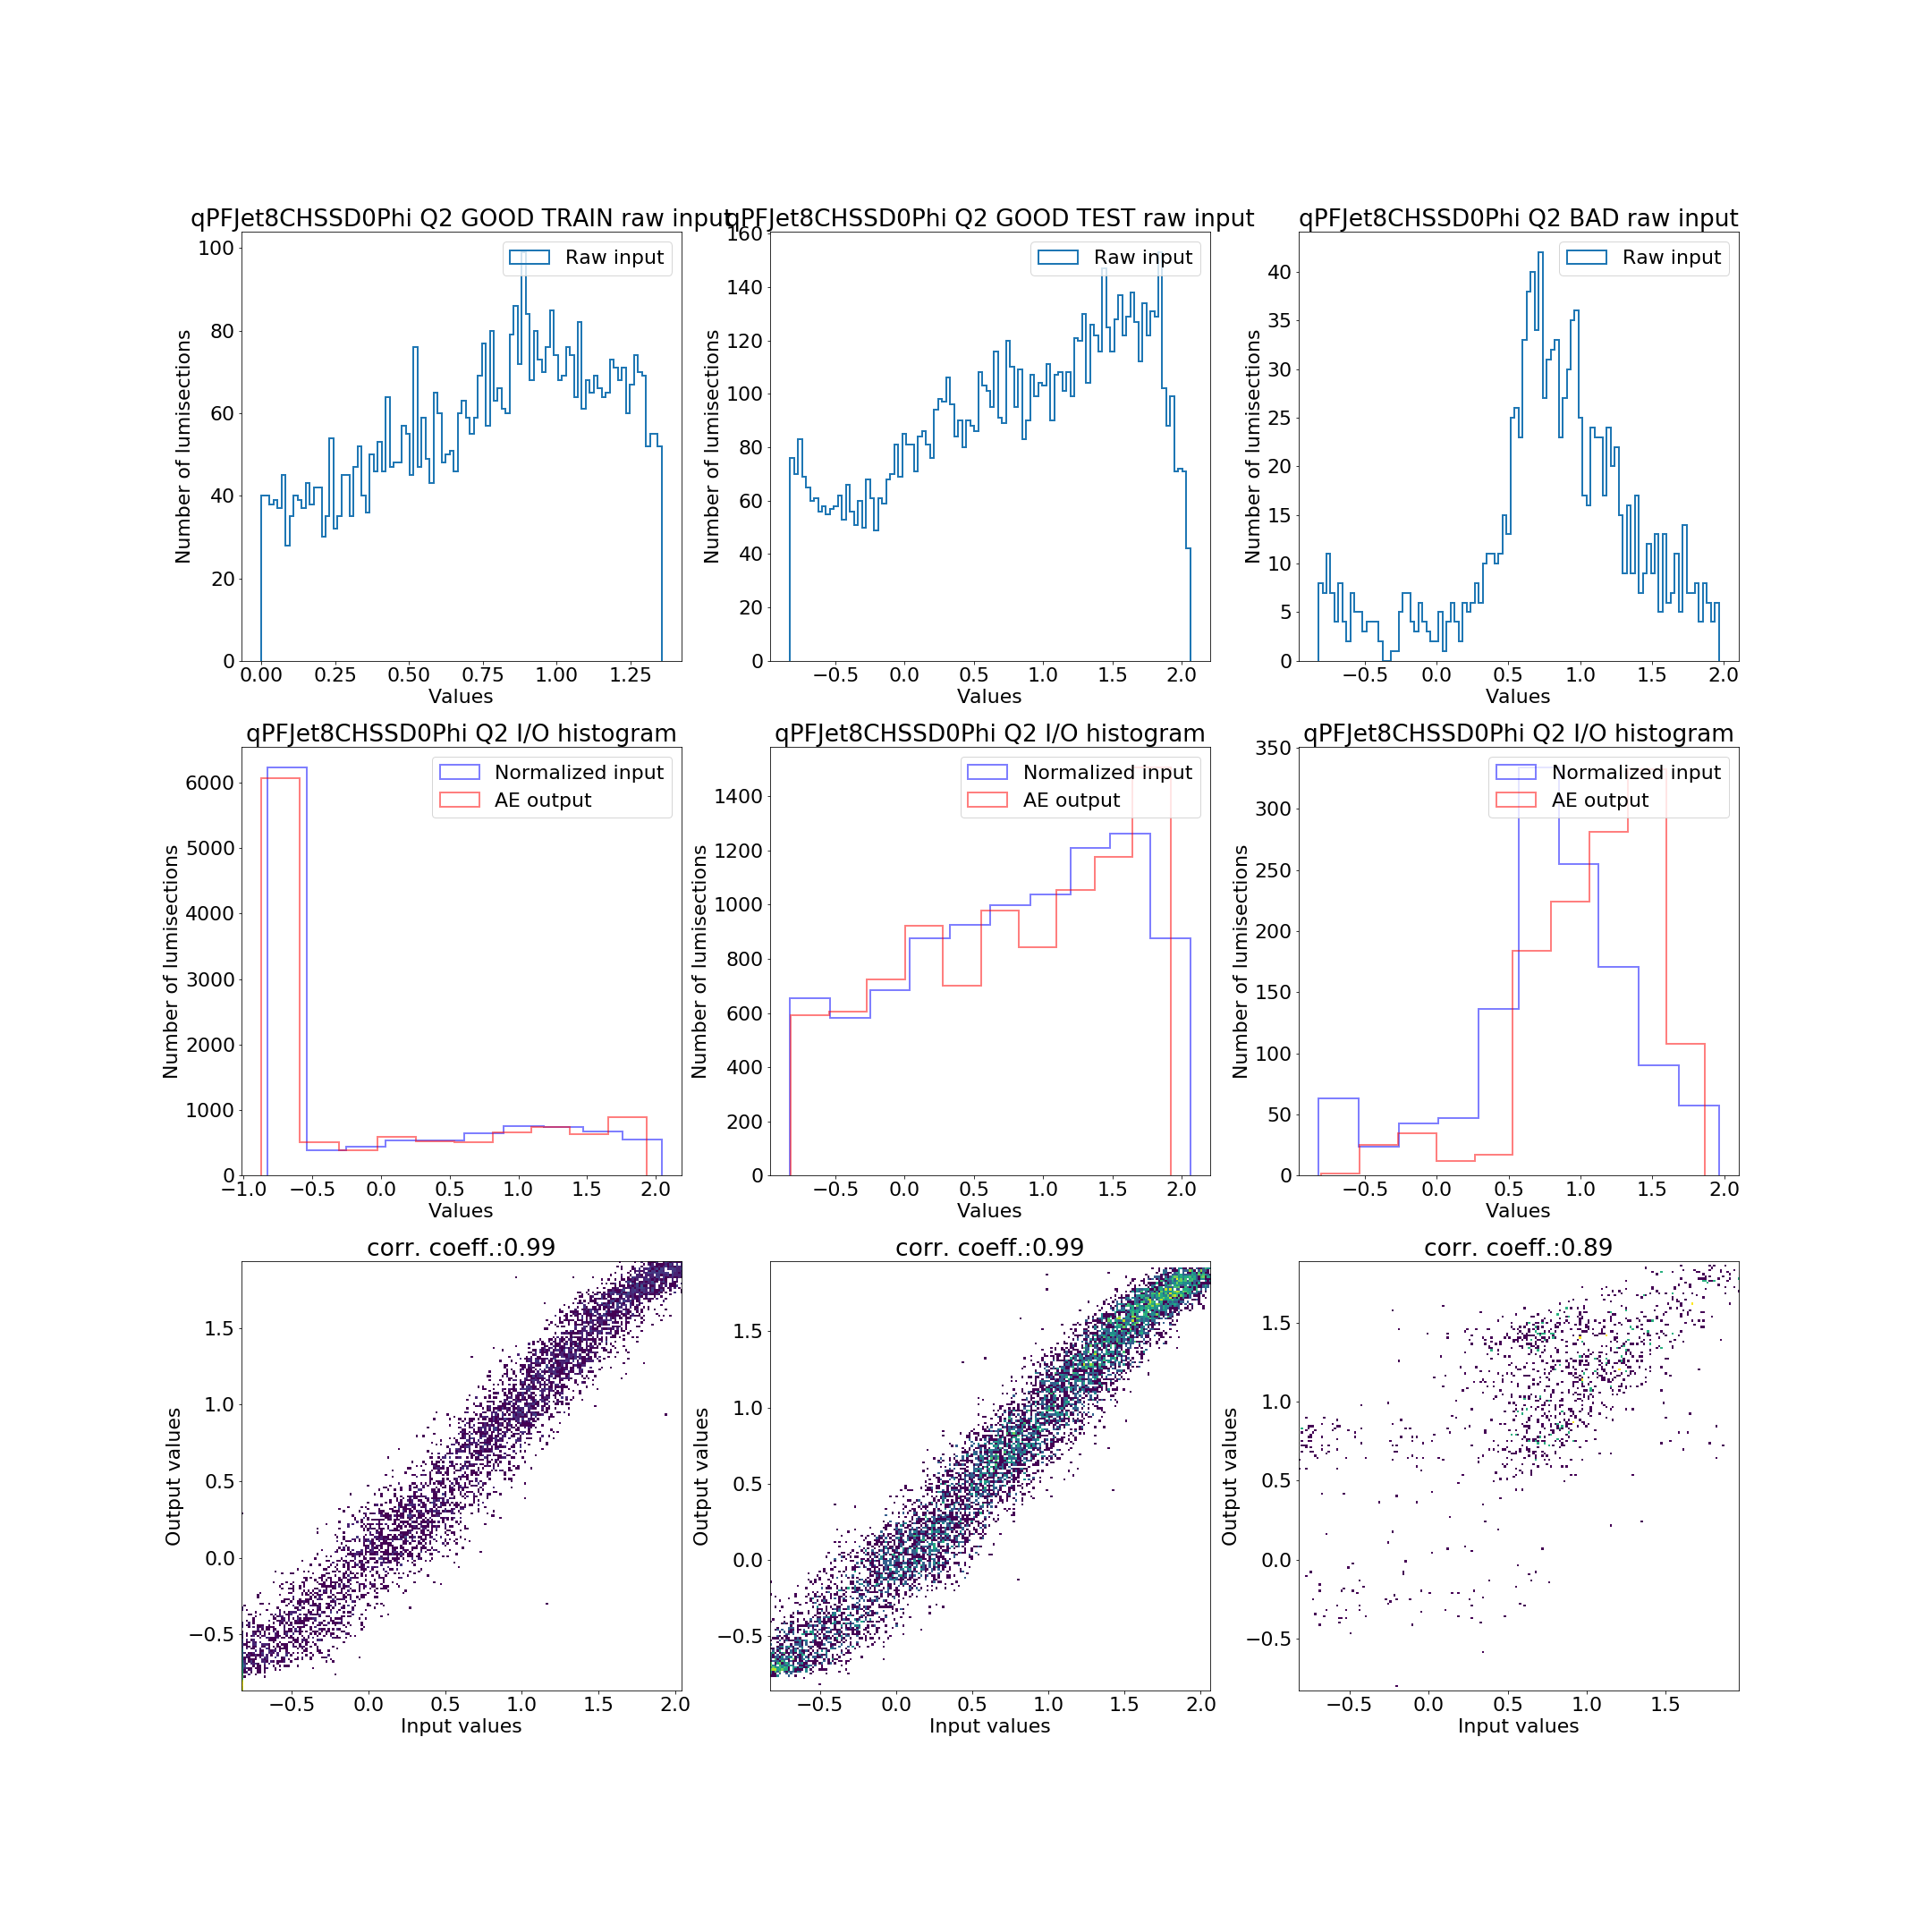 qPFJet8CHSSD0Phi Q2 GOOD TRAIN raw input
qPFJet8CHSSD0Phi Q2 GOOD TEST raw input
qPFJet8CHSSD0Phi Q2 BAD raw input
Number of lumisections
100
80
60
40
20
0
Raw input
0.00 0.25 0.50 0.75 1.00 1.25
Values
Number of lumisections
160
140
120
100
80
60
40
20
0
Raw input
−0.5 0.0 0.5 1.0 1.5 2.0
Values
Number of lumisections
40
35
30
25
20
15
10
5
0
Raw input
−0.5 0.0 0.5 1.0 1.5 2.0
Values
qPFJet8CHSSD0Phi Q2 I/O histogram
Number of lumisections
6000
5000
4000
3000
2000
1000
0
Normalized input
AE output
−1.0 −0.5 0.0 0.5 1.0 1.5 2.0
Values
qPFJet8CHSSD0Phi Q2 I/O histogram
Number of lumisections
1400
1200
1000
800
600
400
200
0
Normalized input
AE output
−0.5 0.0 0.5 1.0 1.5 2.0
Values
qPFJet8CHSSD0Phi Q2 I/O histogram
Number of lumisections
350
300
250
200
150
100
50
0
Normalized input
AE output
−0.5 0.0 0.5 1.0 1.5 2.0
Values
corr. coeff.:0.99
Output values
1.5
1.0
0.5
0.0
−0.5
−0.5 0.0 0.5 1.0 1.5 2.0
Input values
corr. coeff.:0.99
Output values
1.5
1.0
0.5
0.0
−0.5
−0.5 0.0 0.5 1.0 1.5 2.0
Input values
corr. coeff.:0.89
Output values
1.5
1.0
0.5
0.0
−0.5
−0.5 0.0 0.5 1.0 1.5
Input values